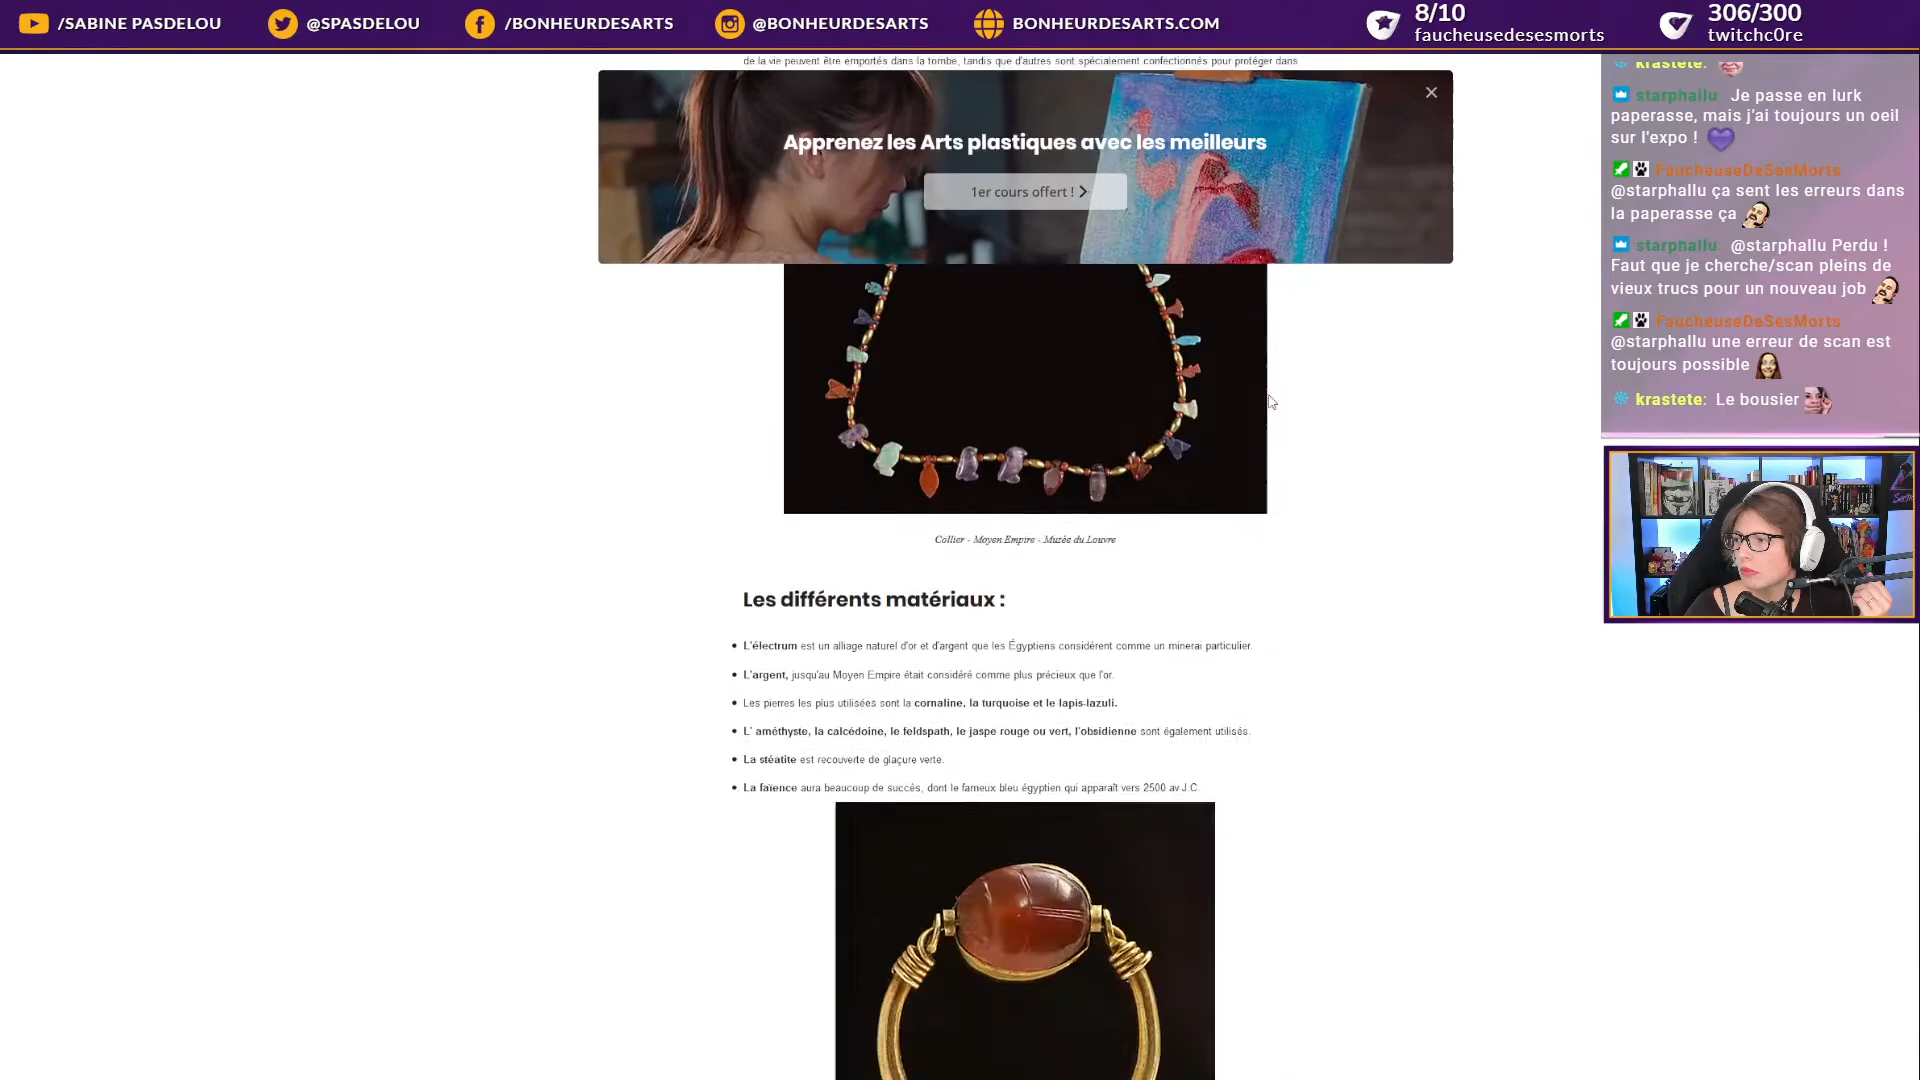 /SABINE PASDELOU
@SPASDELOU
/BONHEURDESARTS
@BONHEURDESARTS
BONHEURDESARTS.COM
8/10
faucheusedesesmorts
306/300
twitchc0re
de la vie peuvent être emportés dans la tombe, tandis que d'autres sont spécialement confectionnés pour protéger dans
Apprenez les Arts plastiques avec les meilleurs
1er cours offert !
Collier - Moyen Empire - Musée du Louvre
Les différents matériaux :
L'électrum est un alliage naturel d'or et d'argent que les Égyptiens considèrent comme un minerai particulier.
L'argent, jusqu'au Moyen Empire était considéré comme plus précieux que l'or.
Les pierres les plus utilisées sont la cornaline, la turquoise et le lapis-lazuli.
L' améthyste, la calcédoine, le feldspath, le jaspe rouge ou vert, l'obsidienne sont également utilisés.
La stéatite est recouverte de glaçure verte.
La faïence aura beaucoup de succès, dont le fameux bleu égyptien qui apparaît vers 2500 av J.C.
krastete:
starphallu Je passe en lurk
paperasse, mais j'ai toujours un oeil
sur l'expo !
FaucheuseDeSesMorts
@starphallu ça sent les erreurs dans
la paperasse ça
starphallu @starphallu Perdu !
Faut que je cherche/scan pleins de
vieux trucs pour un nouveau job
FaucheuseDeSesMorts
@starphallu une erreur de scan est
toujours possible
krastete: Le bousier